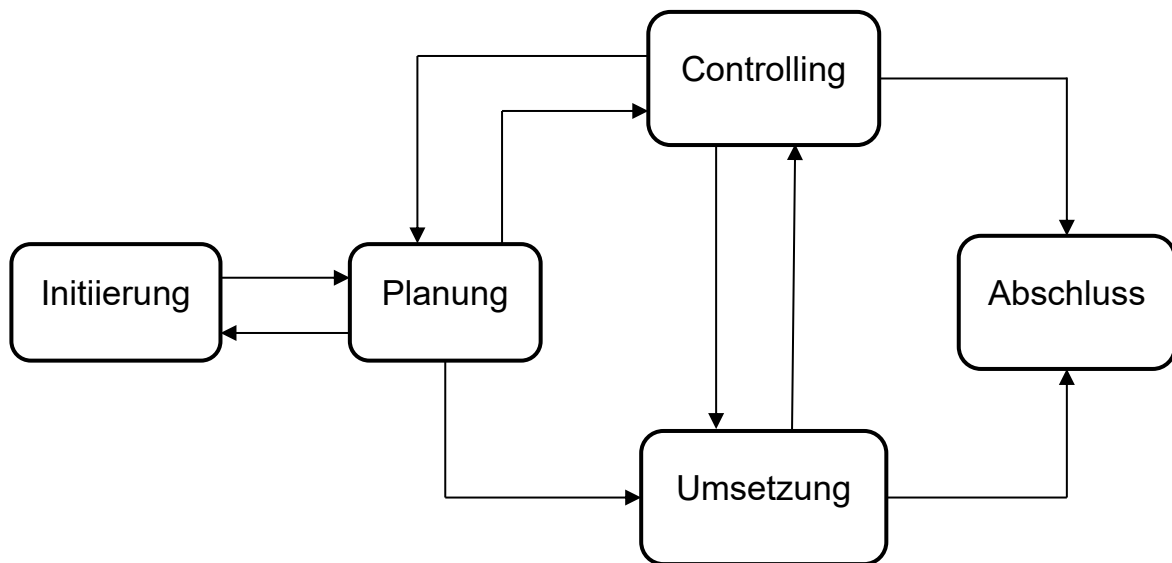 Controlling
Initiierung
Planung
Abschluss
Umsetzung